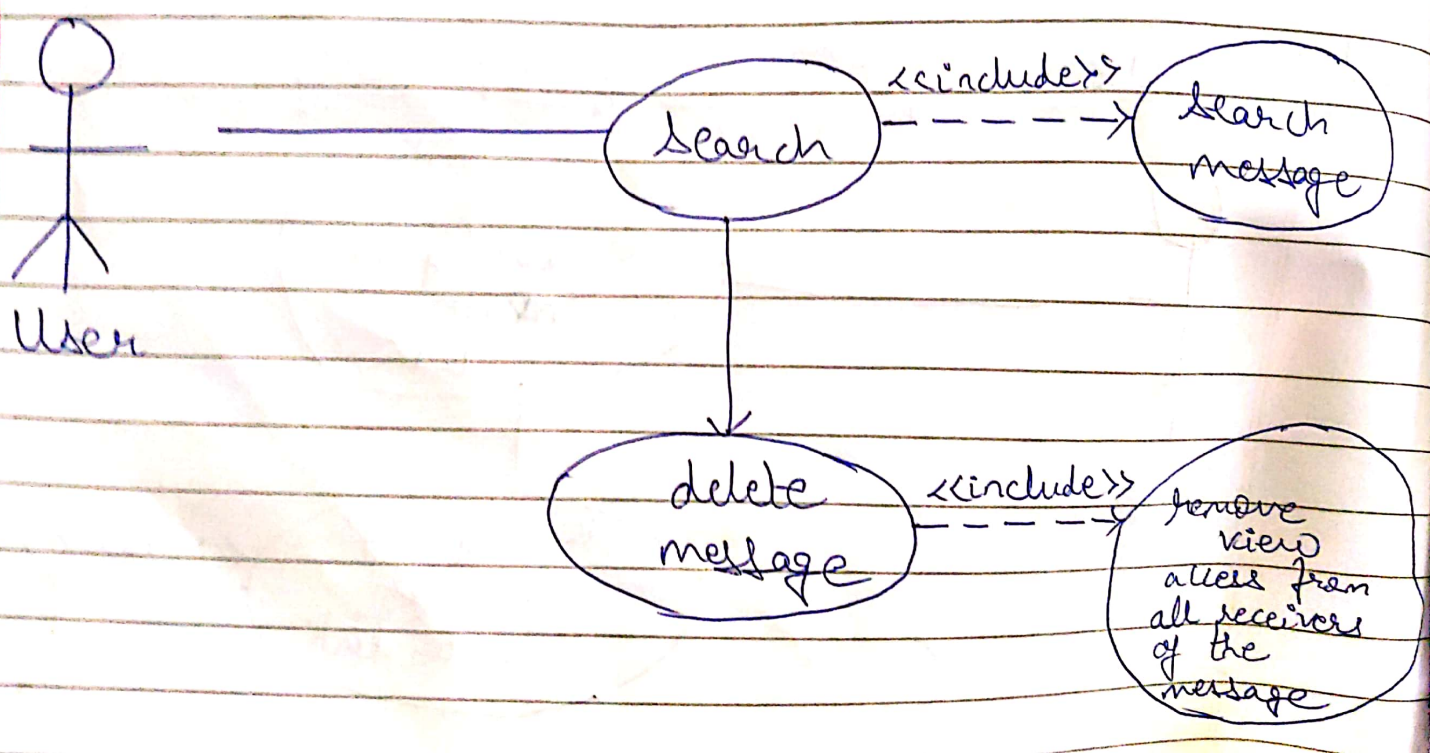 <<include>>
search
search
message
User
delete
message
<<include>>
remove
view
access from
all receivers
of the
message